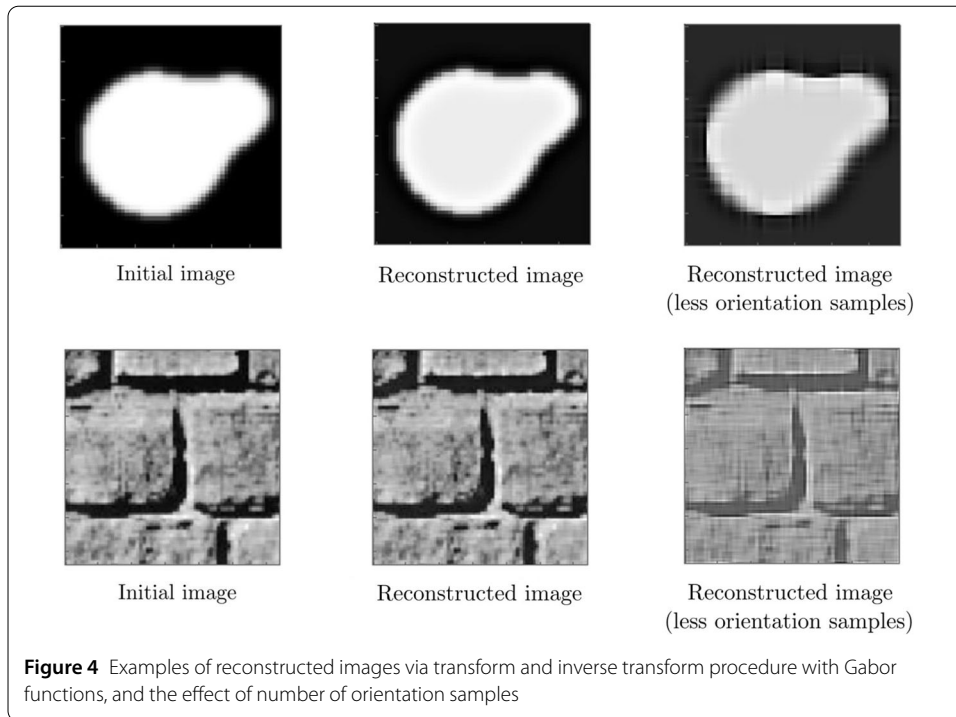 Initial image
Reconstructed image
Reconstructed image
(less orientation samples)
Initial image
Reconstructed image
Reconstructed image
(less orientation samples)
Figure 4 Examples of reconstructed images via transform and inverse transform procedure with Gabor
functions, and the effect of number of orientation samples